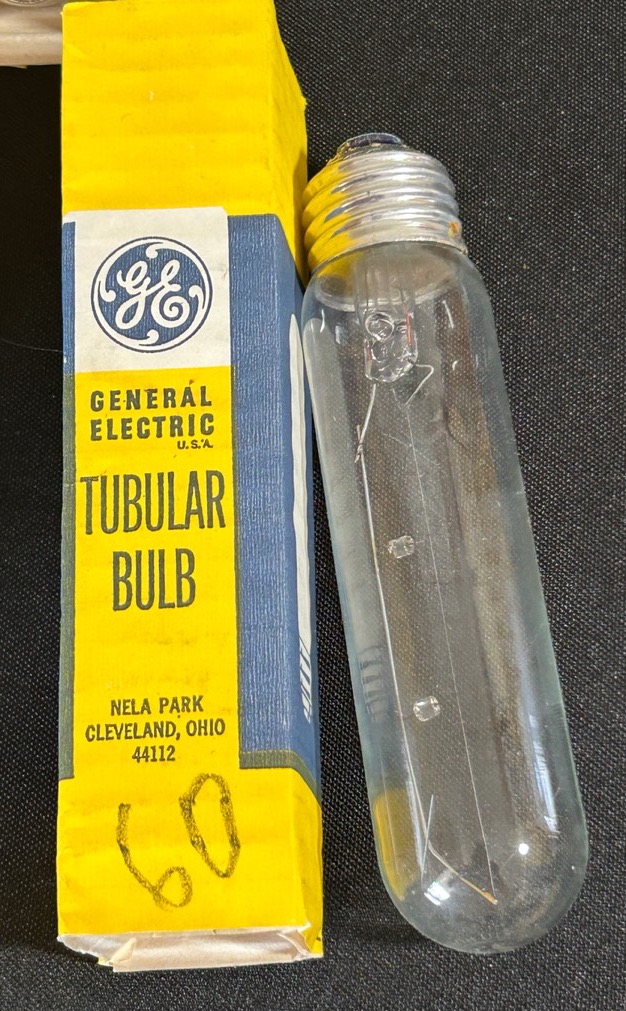 GE
GENERAL
ELECTRIC
U.S.A.
TUBULAR
BULB
NELA PARK
CLEVELAND, OHIO
44112
60